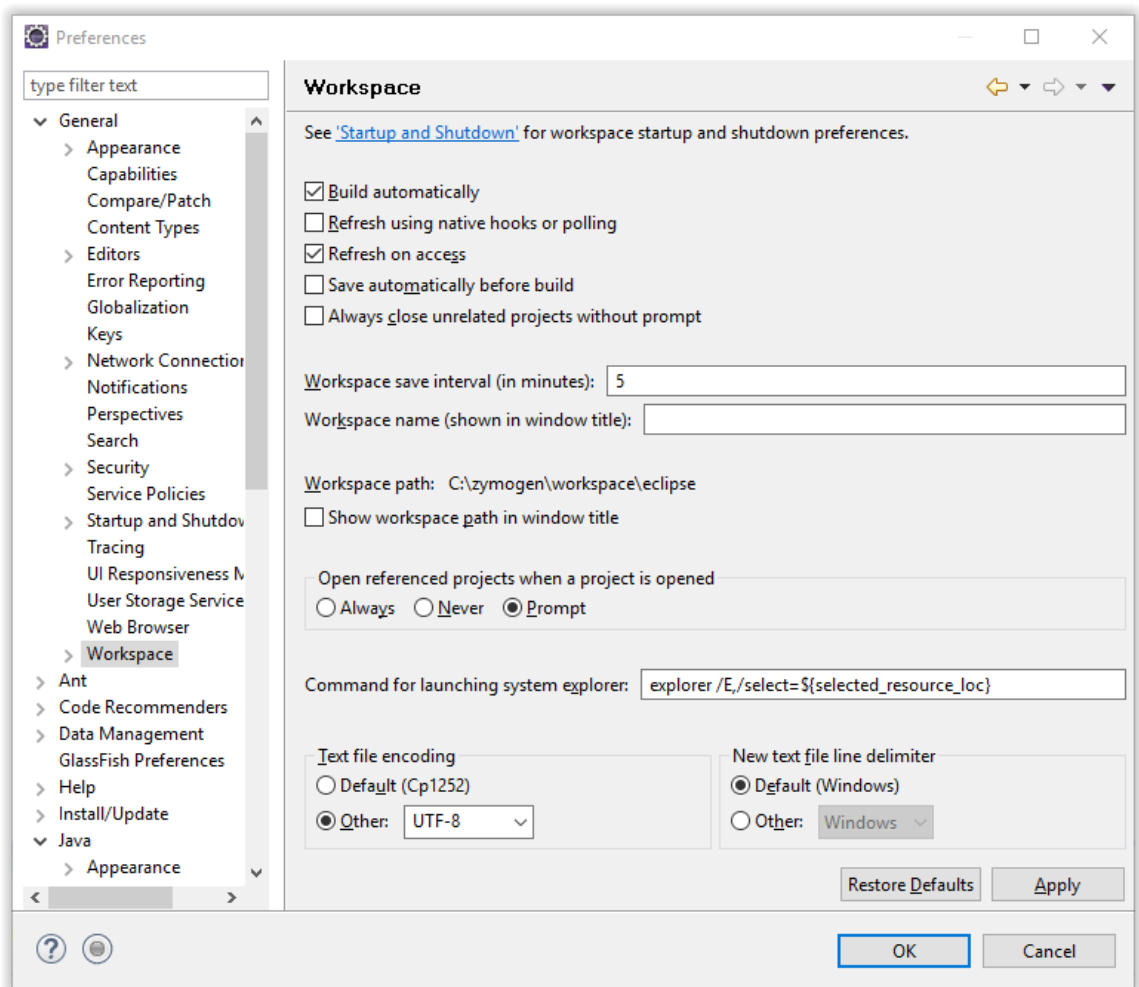 Preferences
type filter text
General
Appearance
Capabilities
Compare/Patch
Content Types
Editors
Error Reporting
Globalization
Keys
Network Connection
Notifications
Perspectives
Search
Security
Service Policies
Startup and Shutdow
Tracing
UI Responsiveness M
User Storage Service
Web Browser
Workspace
Ant
Code Recommenders
Data Management
GlassFish Preferences
Help
Install/Update
Java
Appearance
Workspace
See 'Startup and Shutdown' for workspace startup and shutdown preferences.
Build automatically
Refresh using native hooks or polling
Refresh on access
Save automatically before build
Always close unrelated projects without prompt
Workspace save interval (in minutes): 5
Workspace name (shown in window title):
Workspace path: C:\zymogen\workspace\eclipse
Show workspace path in window title
Open referenced projects when a project is opened
Always Never Prompt
Command for launching system explorer: explorer /E,/select=${selected_resource_loc}
Text file encoding
Default (Cp1252)
Other: UTF-8
New text file line delimiter
Default (Windows)
Other: Windows
Restore Defaults Apply
OK Cancel